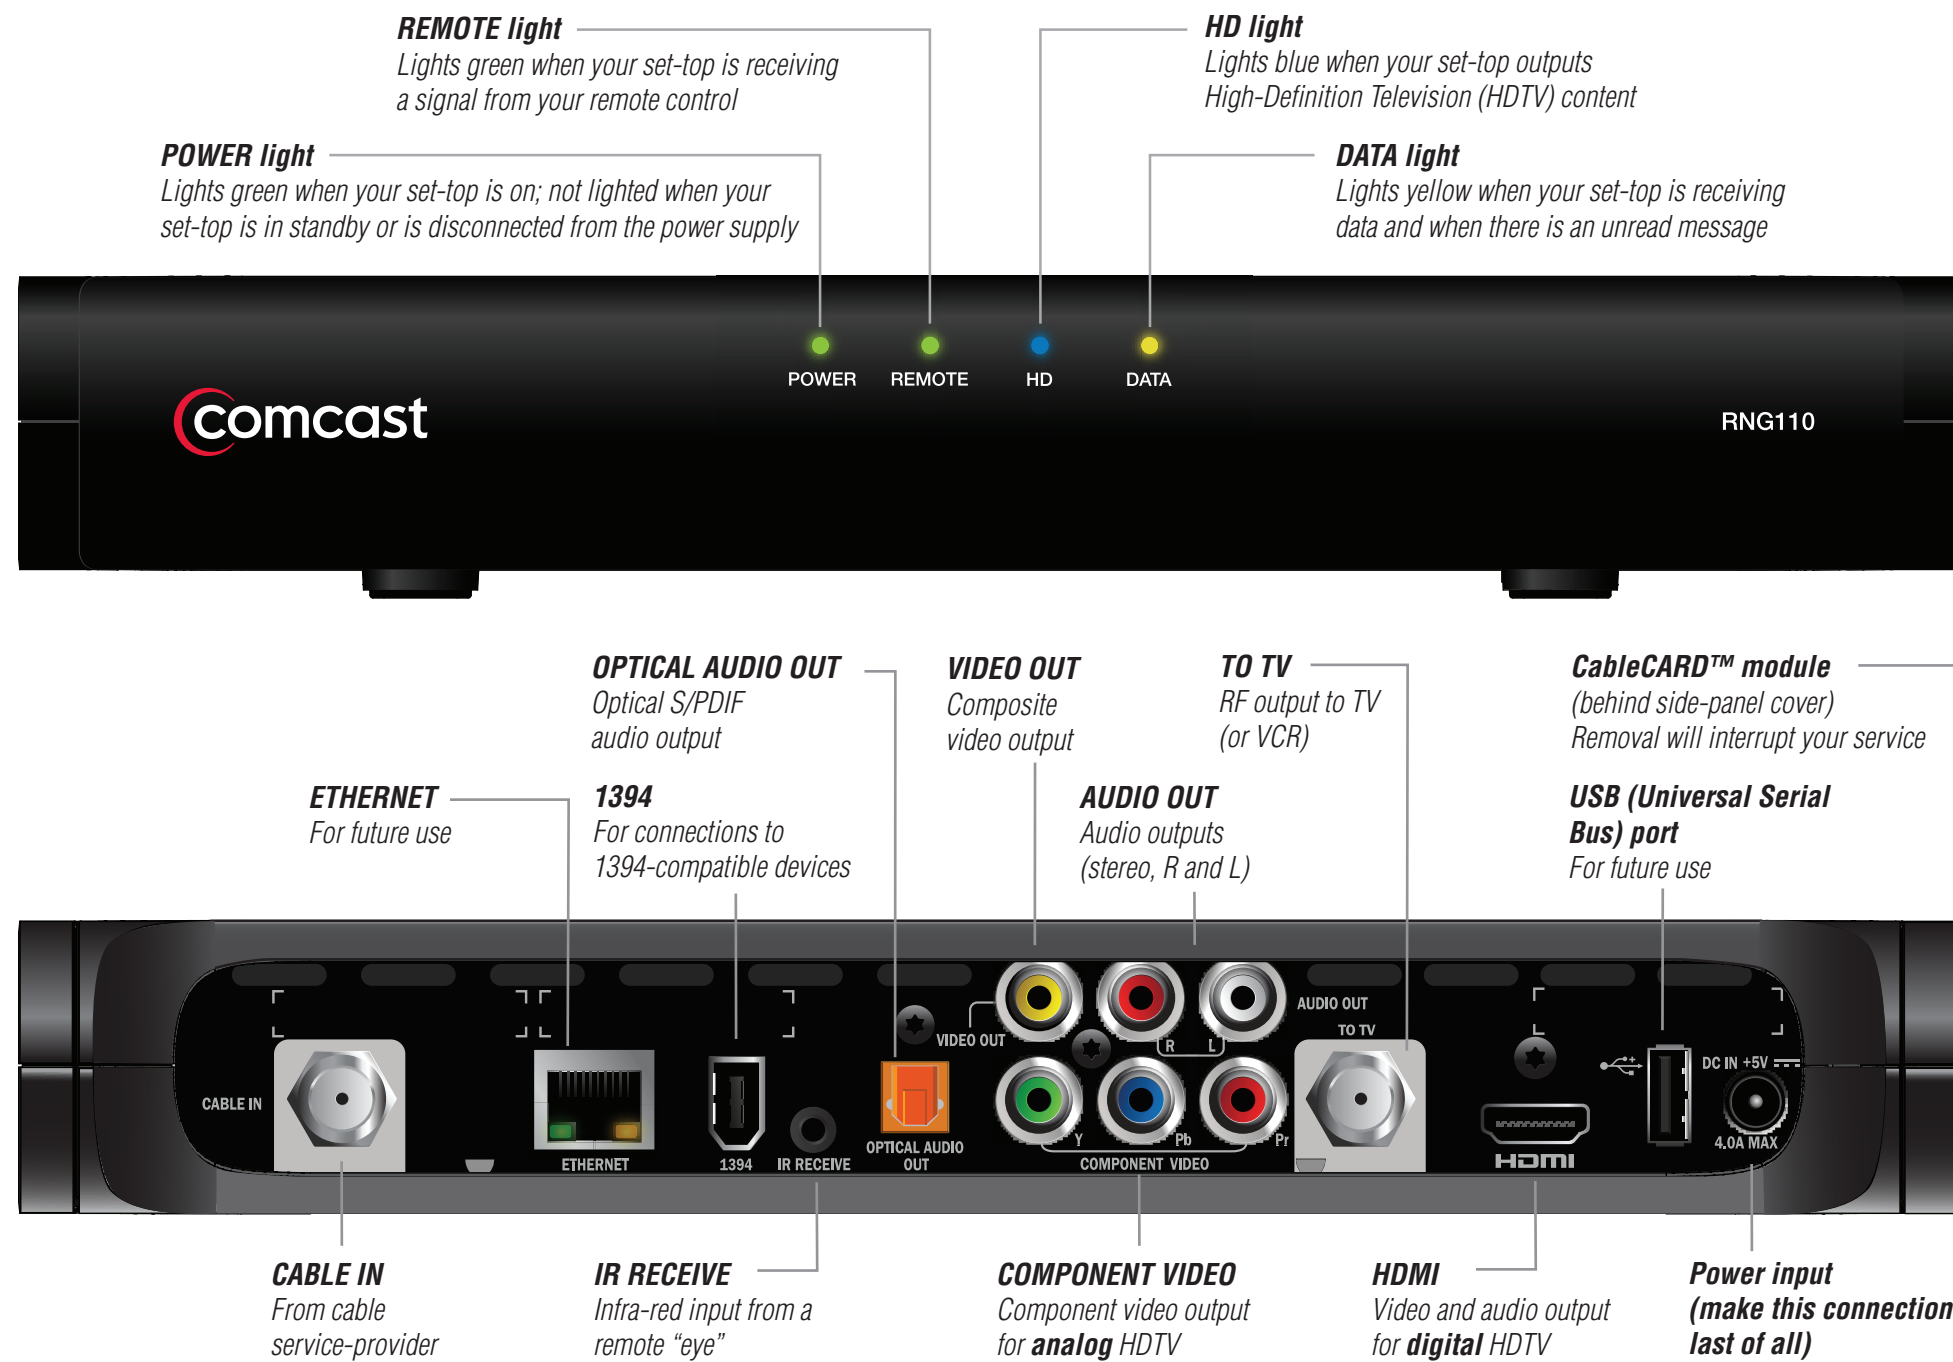 REMOTE light
Lights green when your set-top is receiving
a signal from your remote control
HD light
Lights blue when your set-top outputs
High-Definition Television (HDTV) content
POWER light
Lights green when your set-top is on; not lighted when your
set-top is in standby or is disconnected from the power supply
DATA light
Lights yellow when your set-top is receiving
data and when there is an unread message
POWER REMOTE HD DATA
comcast
RNG110
OPTICAL AUDIO OUT
Optical S/PDIF
audio output
VIDEO OUT
Composite
video output
TO TV
RF output to TV
(or VCR)
CableCARD™ module
(behind side-panel cover)
Removal will interrupt your service
ETHERNET
For future use
1394
For connections to
1394-compatible devices
AUDIO OUT
Audio outputs
(stereo, R and L)
USB (Universal Serial
Bus) port
For future use
AUDIO OUT
TO TV
VIDEO OUT
R L
DC IN +5V
CABLE IN
Y Pb Pr
4.0A MAX
OPTICAL AUDIO
OUT
ETHERNET 1394 IR RECEIVE
COMPONENT VIDEO
HDMI
CABLE IN
From cable
service-provider
IR RECEIVE
Infra-red input from a
remote “eye”
COMPONENT VIDEO
Component video output
for analog HDTV
HDMI
Video and audio output
for digital HDTV
Power input
(make this connection
last of all)